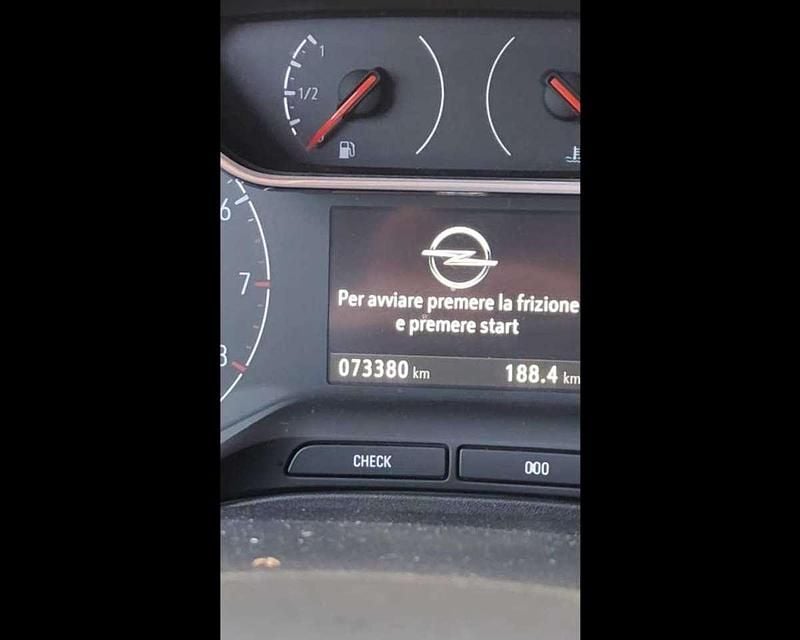 1
1/2
0
6
7
8
Per avviare premere la frizione
e premere start
073380 km
188.4 km
CHECK
000